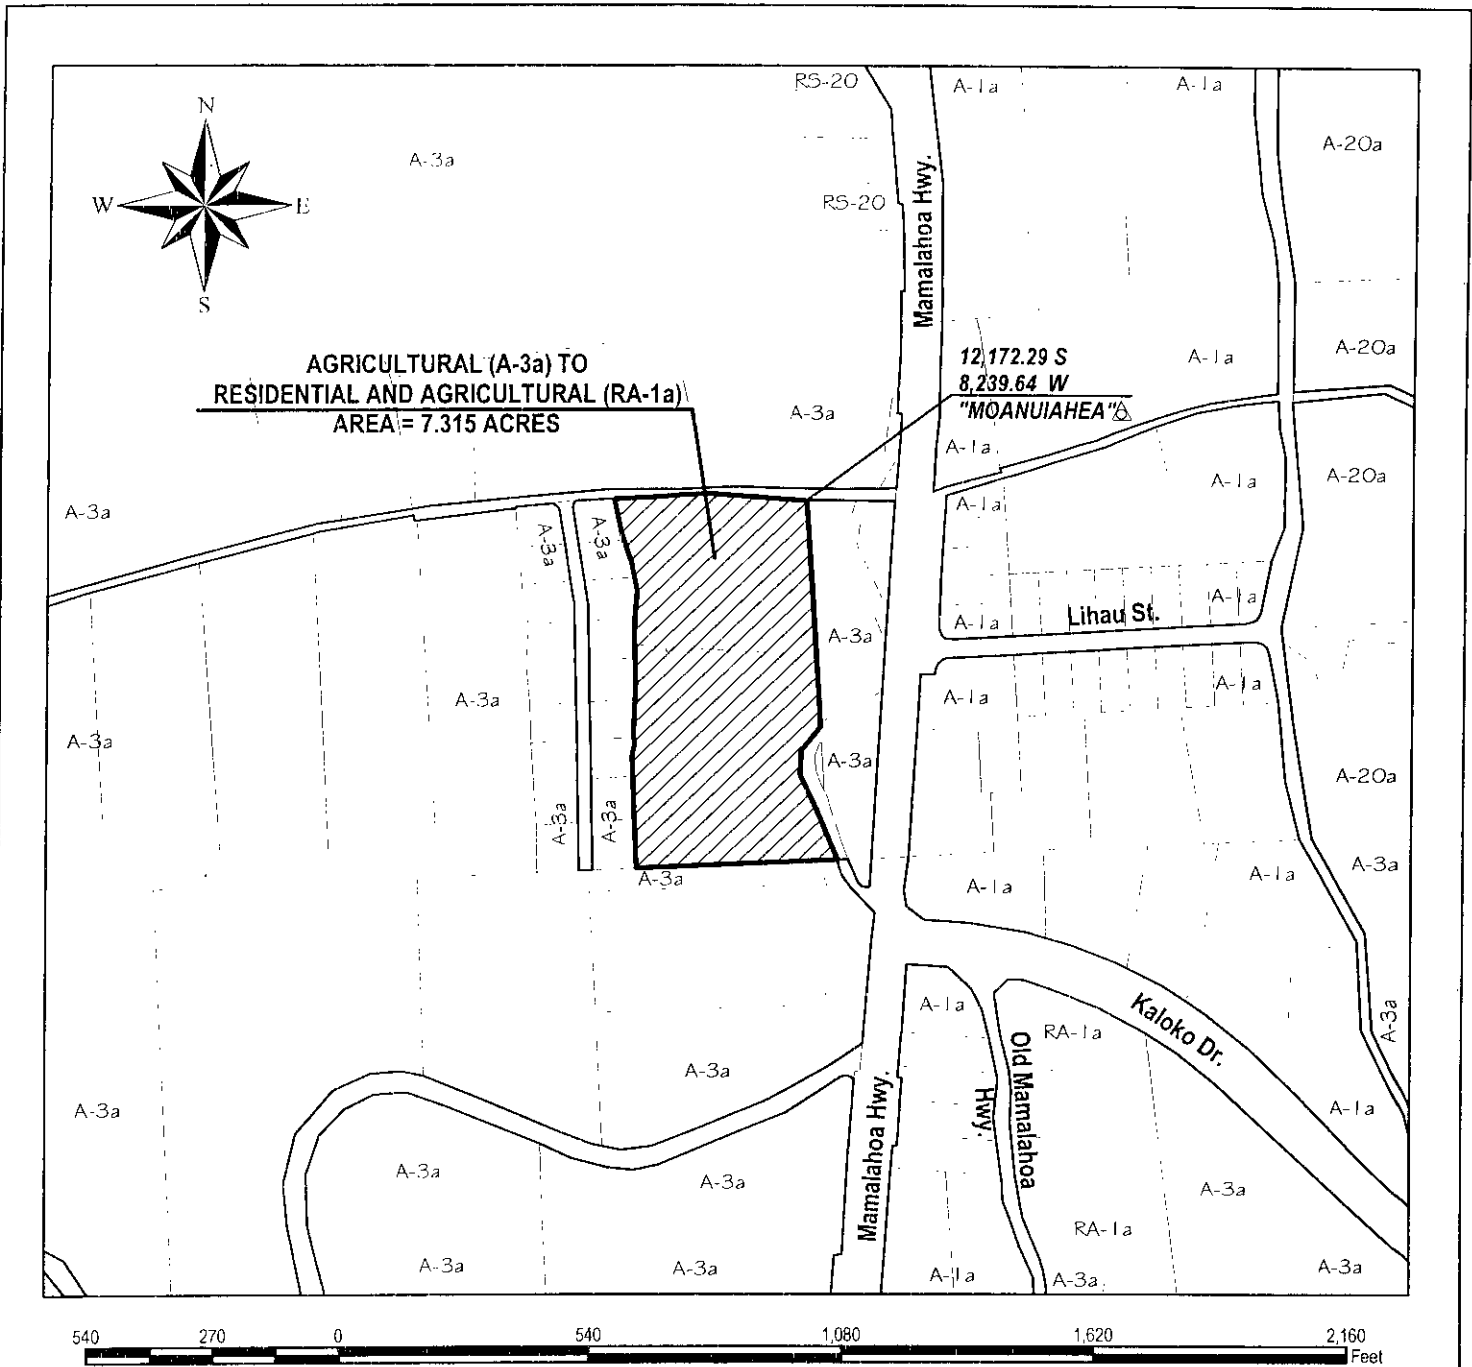 RS-20
A-1a
A-1a
N
A-20a
A-3a
W
E
RS-20
Mamalahoa Hwy.
S
AGRICULTURAL (A-3a) TO
RESIDENTIAL AND AGRICULTURAL (RA-1a)
AREA = 7.315 ACRES
12,172.29 S
8,239.64 W
"MOANUIAHEA"
A-1a
A-20a
A-3a
A-1a
A-20a
A-1a
A-3a
A-1a
A-3a
A-3a
A-1a
Lihau St.
A-1a
A-3a
A-1a
A-3a
A-1a
A-3a
A-3a
A-20a
A-3a
A-3a
A-3a
A-3a
A-1a
A-1a
A-3a
A-1a
Kaloko Dr.
RA-1a
A-3a
Old Mamalahoa
Hwy.
A-3a
A-3a
A-1a
Mamalahoa Hwy.
A-3a
A-3a
A-3a
RA-1a
A-3a
A-3a
A-1a
A-3a
A-3a
540
270
0
540
1,080
1,620
2,160
Feet